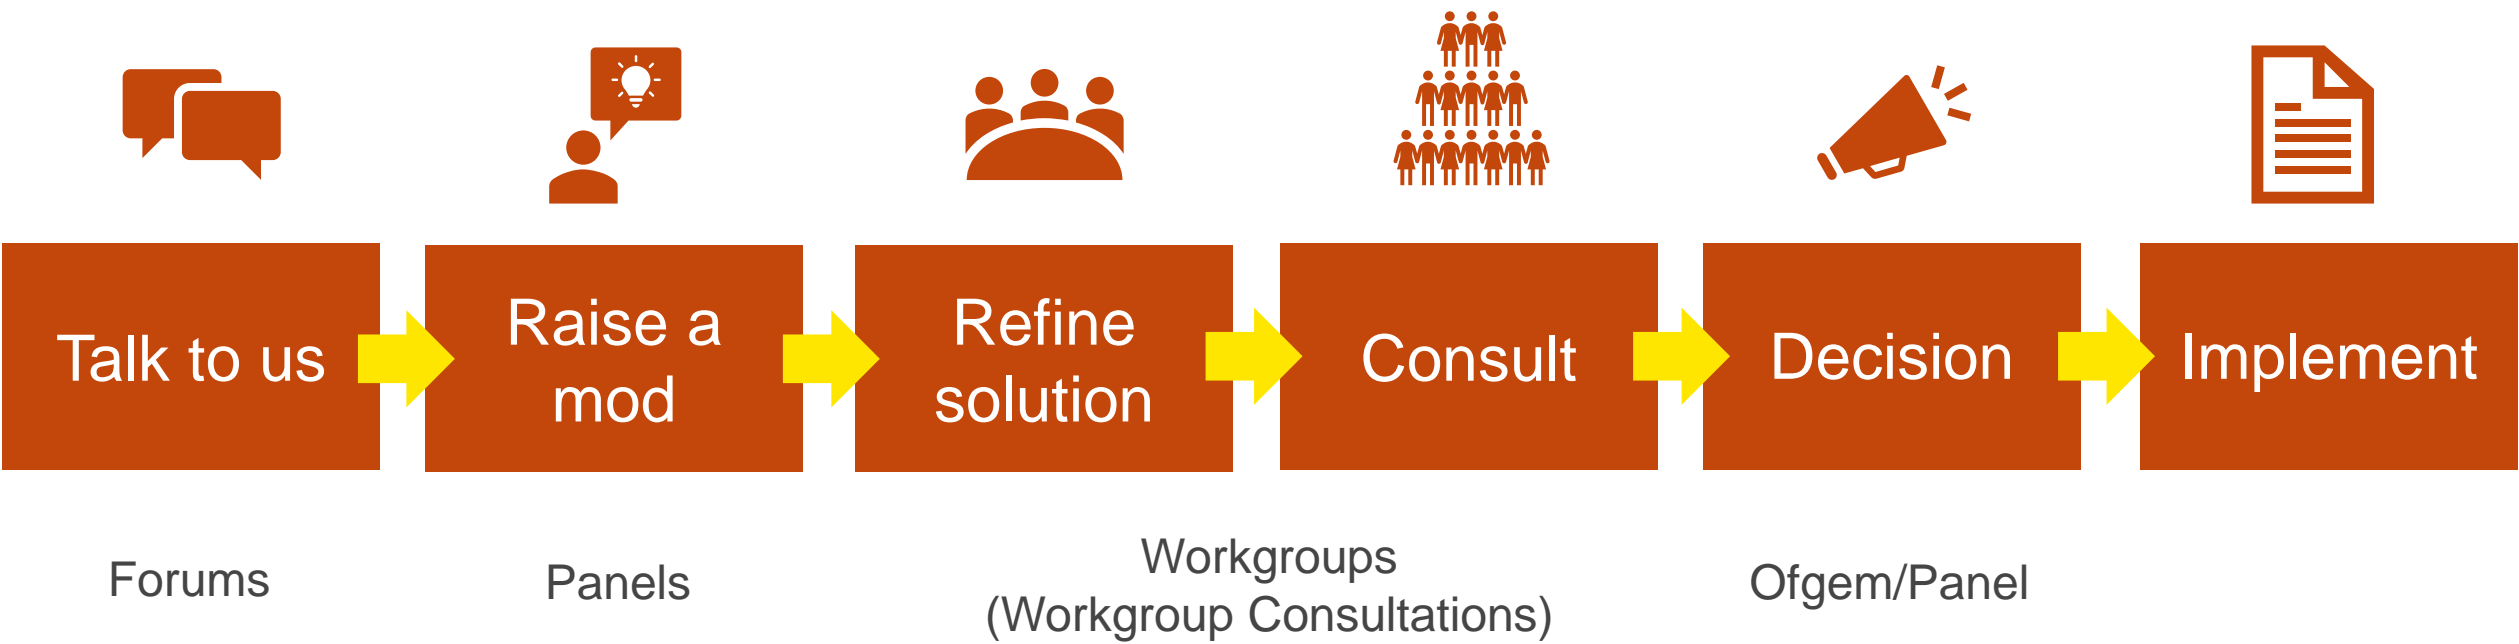 Talk to us
Raise a
mod
Refine
solution
Consult
Decision
Implement
Forums
Panels
Workgroups
(Workgroup Consultations)
Ofgem/Panel